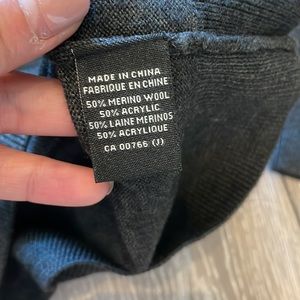 MADE IN CHINA
FABRIQUE EN CHINE
50% MERINO WOOL
50% ACRYLIC
50% LAINE MERINOS
50% ACRYLIQUE
CA 00766 (J)